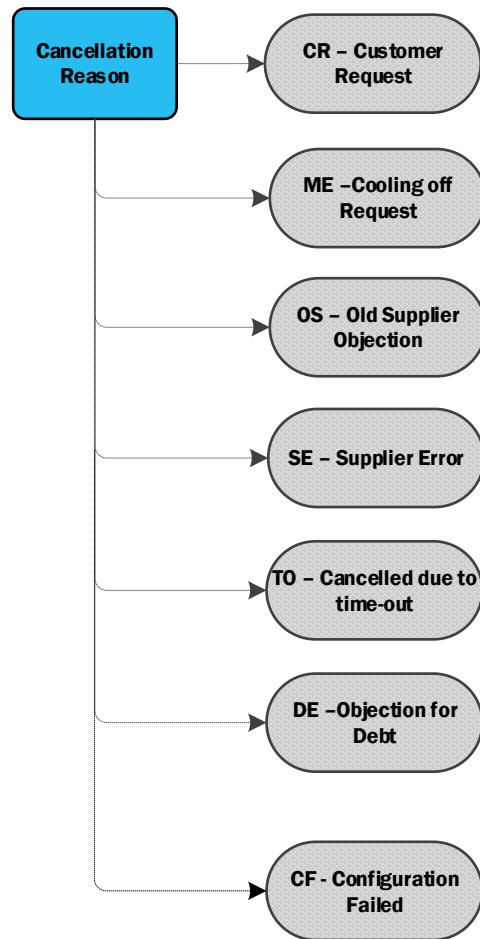 Cancellation
Reason
CR – Customer
Request
ME –Cooling off
Request
OS – Old Supplier
Objection
SE – Supplier Error
TO – Cancelled due to
time-out
DE –Objection for
Debt
CF - Configuration
Failed